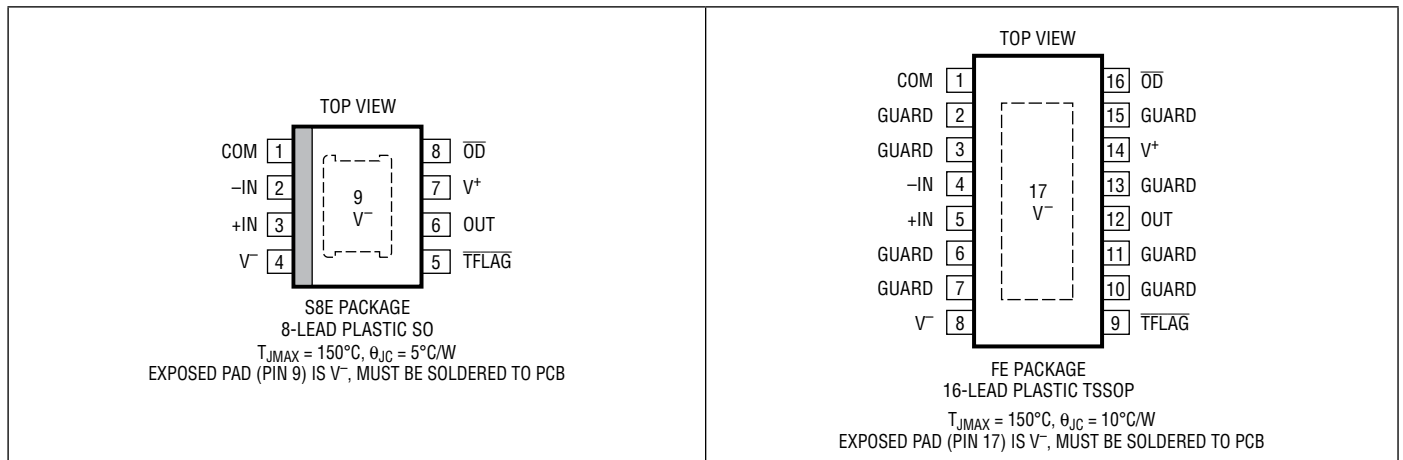 TOP VIEW
COM 1
–IN 2
+IN 3
V⁻ 4
8 O̅D̅
7 V⁺
6 OUT
5 T̅F̅L̅A̅G̅
9
V⁻
S8E PACKAGE
8-LEAD PLASTIC SO
TJMAX = 150°C, θJC = 5°C/W
EXPOSED PAD (PIN 9) IS V⁻, MUST BE SOLDERED TO PCB
TOP VIEW
COM 1
GUARD 2
GUARD 3
–IN 4
+IN 5
GUARD 6
GUARD 7
V⁻ 8
16 O̅D̅
15 GUARD
14 V⁺
13 GUARD
12 OUT
11 GUARD
10 GUARD
9 T̅F̅L̅A̅G̅
17
V⁻
FE PACKAGE
16-LEAD PLASTIC TSSOP
TJMAX = 150°C, θJC = 10°C/W
EXPOSED PAD (PIN 17) IS V⁻, MUST BE SOLDERED TO PCB